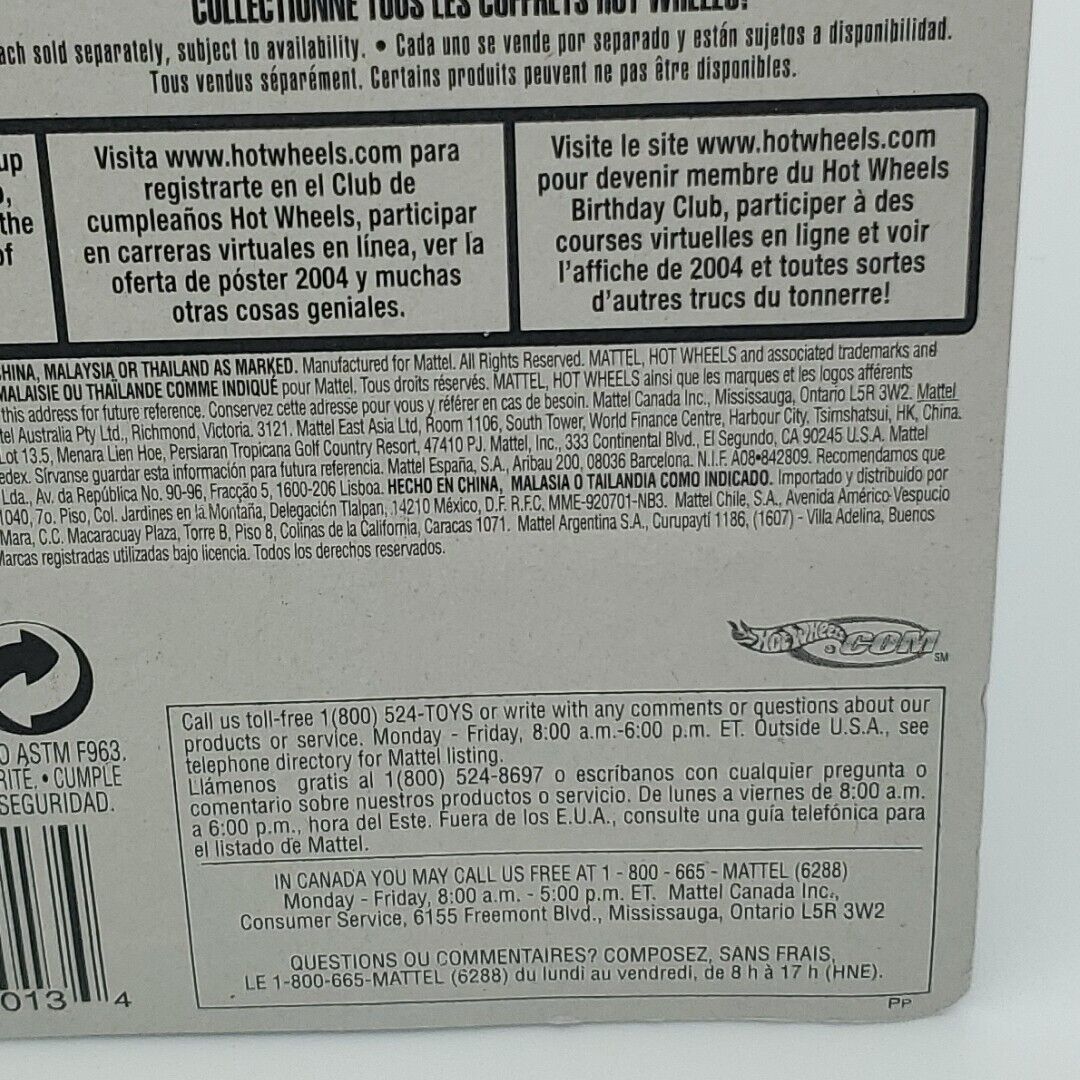 COLLECTIONNE TOUS LES COFFRETS HOT WHEELS!
ach sold separately, subject to availability. • Cada uno se vende por separado y están sujetos a disponibilidad.
Tous vendus séparément. Certains produits peuvent ne pas être disponibles.
up
the
of
Visita www.hotwheels.com para
registrarte en el Club de
cumpleaños Hot Wheels, participar
en carreras virtuales en línea, ver la
oferta de póster 2004 y muchas
otras cosas geniales.
Visite le site www.hotwheels.com
pour devenir membre du Hot Wheels
Birthday Club, participer à des
courses virtuelles en ligne et voir
l'affiche de 2004 et toutes sortes
d'autres trucs du tonnerre!
CHINA, MALAYSIA OR THAILAND AS MARKED. Manufactured for Mattel. All Rights Reserved. MATTEL, HOT WHEELS and associated trademarks and
MALAISIE OU THAÏLANDE COMME INDIQUÉ pour Mattel. Tous droits réservés. MATTEL, HOT WHEELS ainsi que les marques et les logos afférents
this address for future reference. Conservez cette adresse pour vous y référer en cas de besoin. Mattel Canada Inc., Mississauga, Ontario L5R 3W2. Mattel
tel Australia Pty Ltd., Richmond, Victoria. 3121. Mattel East Asia Ltd, Room 1106, South Tower, World Finance Centre, Harbour City, Tsimshatsui, HK, China.
Lot 13.5, Menara Lien Hoe, Persiaran Tropicana Golf Country Resort, 47410 PJ. Mattel, Inc., 333 Continental Blvd., El Segundo, CA 90245 U.S.A. Mattel
edex. Sírvanse guardar esta información para futura referencia. Mattel España, S.A., Aribau 200, 08036 Barcelona. N.I.F. A08•842809. Recomendamos que
Lda., Av. da República No. 90-96, Fracção 5, 1600-206 Lisboa. HECHO EN CHINA, MALASIA O TAILANDIA COMO INDICADO. Importado y distribuido por
1040, 7o. Piso, Col. Jardines en la Montaña, Delegación Tlalpan, 14210 México, D.F. R.F.C. MME-920701-NB3. Mattel Chile, S.A., Avenida Américo Vespucio
Mara, C.C. Macaracuay Plaza, Torre B, Piso 8, Colinas de la California, Caracas 1071. Mattel Argentina S.A., Curupaytí 1186, (1607) - Villa Adelina, Buenos
Marcas registradas utilizadas bajo licencia. Todos los derechos reservados.
HOT WHEELS.COM SM
O ASTM F963.
RITÉ. • CUMPLE
SEGURIDAD.
013 4
Call us toll-free 1(800) 524-TOYS or write with any comments or questions about our
products or service. Monday - Friday, 8:00 a.m.-6:00 p.m. ET. Outside U.S.A., see
telephone directory for Mattel listing.
Llámenos gratis al 1(800) 524-8697 o escríbanos con cualquier pregunta o
comentario sobre nuestros productos o servicio. De lunes a viernes de 8:00 a.m.
a 6:00 p.m., hora del Este. Fuera de los E.U.A., consulte una guía telefónica para
el listado de Mattel.
IN CANADA YOU MAY CALL US FREE AT 1 - 800 - 665 - MATTEL (6288)
Monday - Friday, 8:00 a.m. - 5:00 p.m. ET. Mattel Canada Inc.,
Consumer Service, 6155 Freemont Blvd., Mississauga, Ontario L5R 3W2
QUESTIONS OU COMMENTAIRES? COMPOSEZ, SANS FRAIS,
LE 1-800-665-MATTEL (6288) du lundi au vendredi, de 8 h à 17 h (HNE).
PP